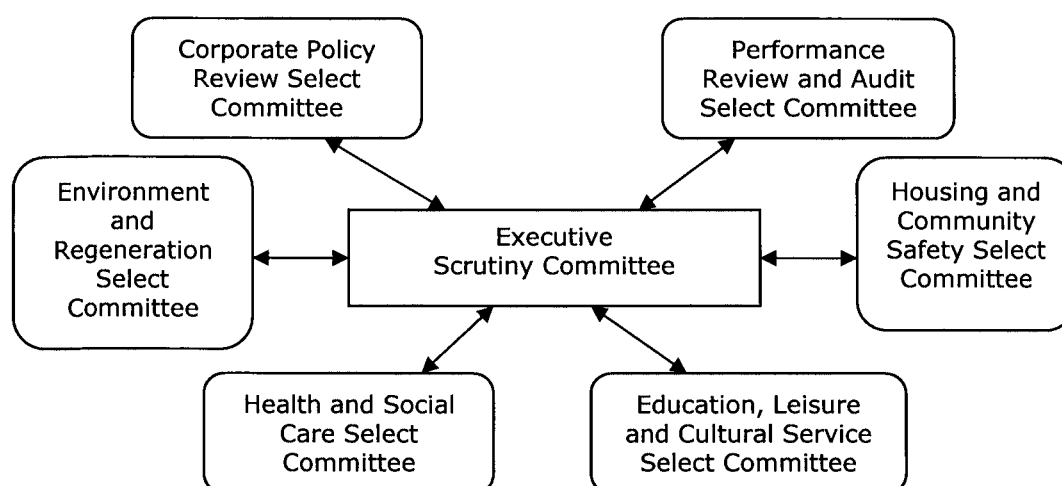 Corporate Policy
Review Select
Committee
Performance
Review and Audit
Select Committee
Environment
and
Regeneration
Select
Committee
Executive
Scrutiny Committee
Housing and
Community
Safety Select
Committee
Health and Social
Care Select
Committee
Education, Leisure
and Cultural Service
Select Committee